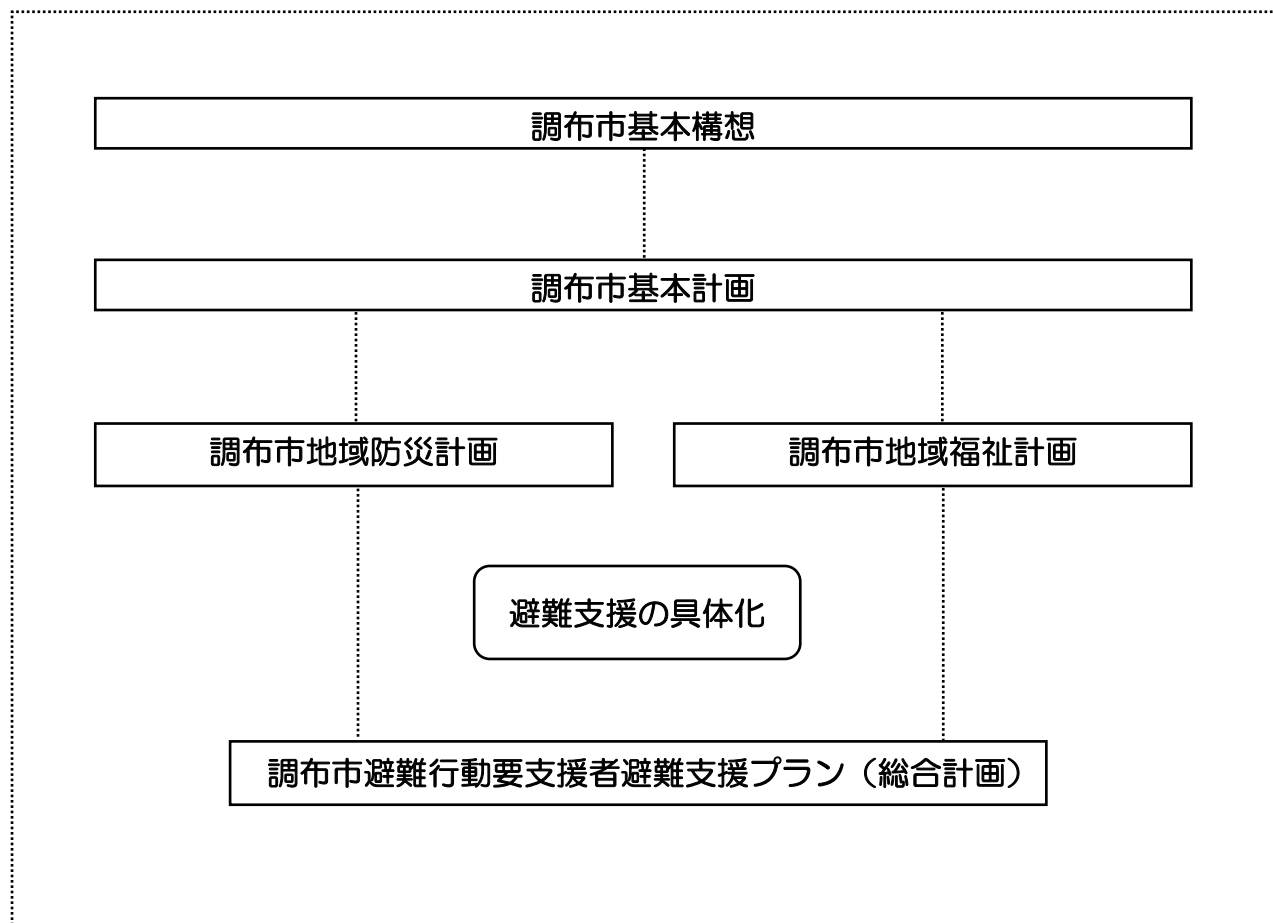 調布市基本構想
調布市基本計画
調布市地域防災計画
調布市地域福祉計画
避難支援の具体化
調布市避難行動要支援者避難支援プラン（総合計画）